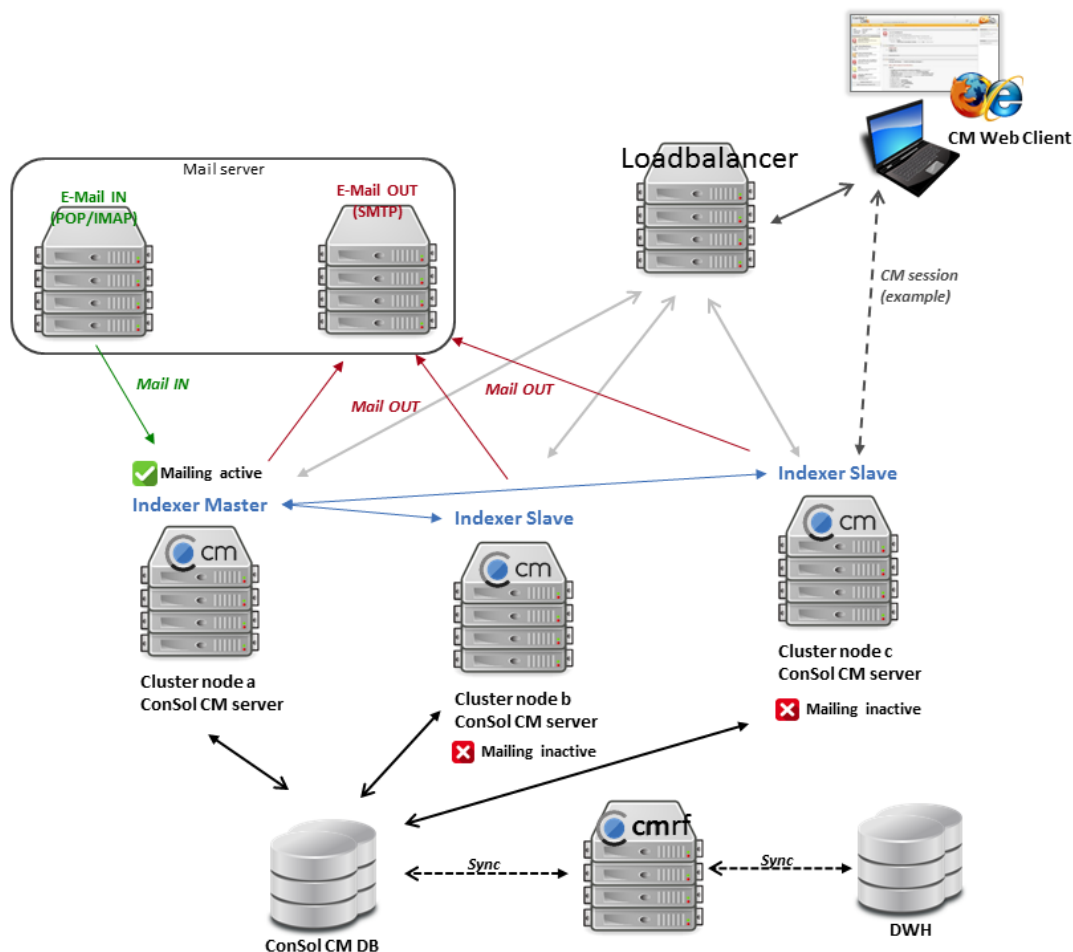 CM Web Client
Loadbalancer
Mail server
E-Mail IN
(POP/IMAP)
E-Mail OUT
(SMTP)
CM session
(example)
Mail IN
Mail OUT
Mail OUT
Mailing active
Indexer Master
Indexer Slave
Indexer Slave
cm
cm
cm
Cluster node a
ConSol CM server
Cluster node b
ConSol CM server
Mailing inactive
Cluster node c
ConSol CM server
Mailing inactive
cmrf
Sync
Sync
ConSol CM DB
DWH